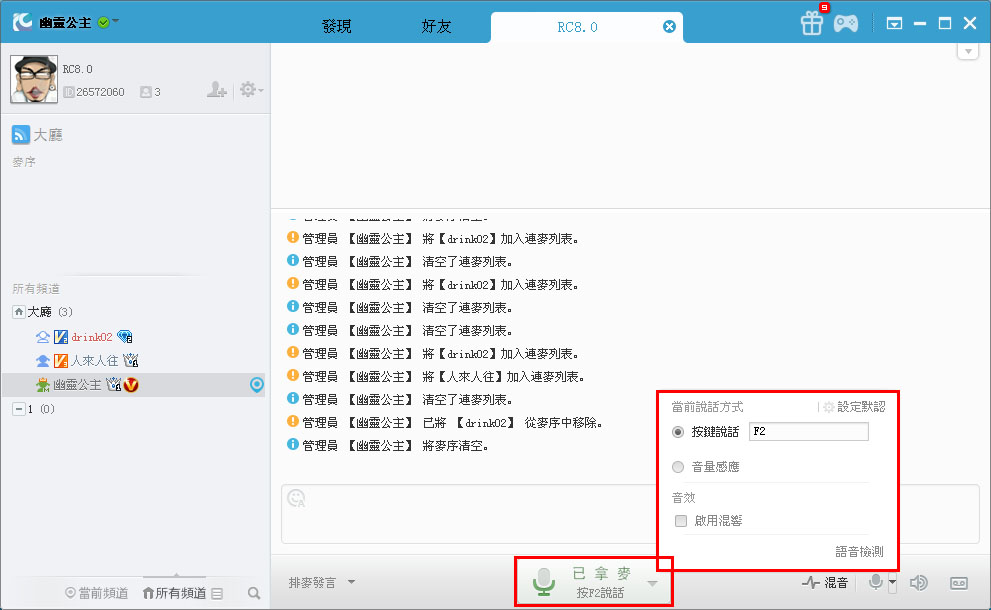 幽靈公主
發現
好友
RC8.0
9
RC8.0
26572060
3
大廳
麥序
所有頻道
大廳 (3)
drink02
人來人往
幽靈公主
1 (0)
當前頻道
所有頻道
管理員 【幽靈公主】 將麥序清空。
管理員 【幽靈公主】 將【drink02】加入連麥列表。
管理員 【幽靈公主】 清空了連麥列表。
管理員 【幽靈公主】 將【drink02】加入連麥列表。
管理員 【幽靈公主】 清空了連麥列表。
管理員 【幽靈公主】 清空了連麥列表。
管理員 【幽靈公主】 將【drink02】加入連麥列表。
管理員 【幽靈公主】 將【人來人往】加入連麥列表。
管理員 【幽靈公主】 清空了連麥列表。
管理員 【幽靈公主】 已將 【drink02】 從麥序中移除。
管理員 【幽靈公主】 將麥序清空。
當前說話方式
設定默認
按鍵說話 F2
音量感應
音效
啟用混響
語音檢測
排麥發言
已拿麥
按F2說話
混音